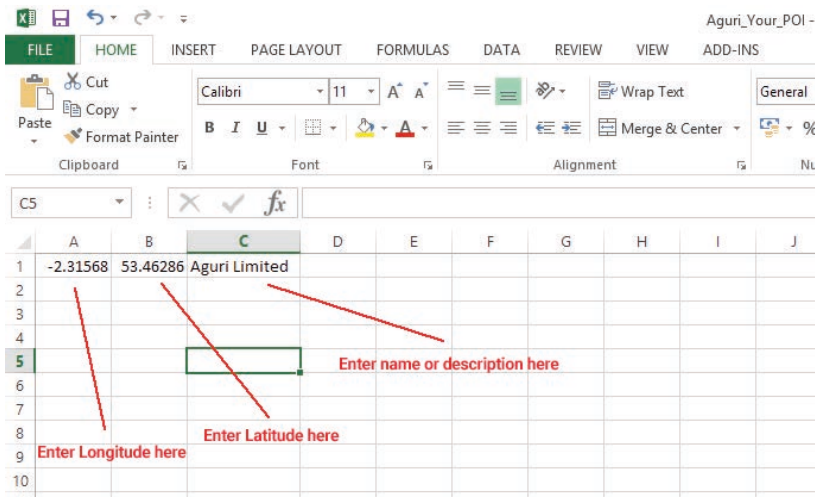 Aguri_Your_POI -
FILE HOME INSERT PAGE LAYOUT FORMULAS DATA REVIEW VIEW ADD-INS
Cut
Calibri 11 A A Wrap Text General
Copy
Paste
Format Painter B I U A Merge & Center %
Clipboard Font Alignment Nu
C5 fx
A B C D E F G H I J
1 -2.31568 53.46286 Aguri Limited
2
3
4
5 Enter name or description here
6
7
8 Enter Latitude here
9 Enter Longitude here
10